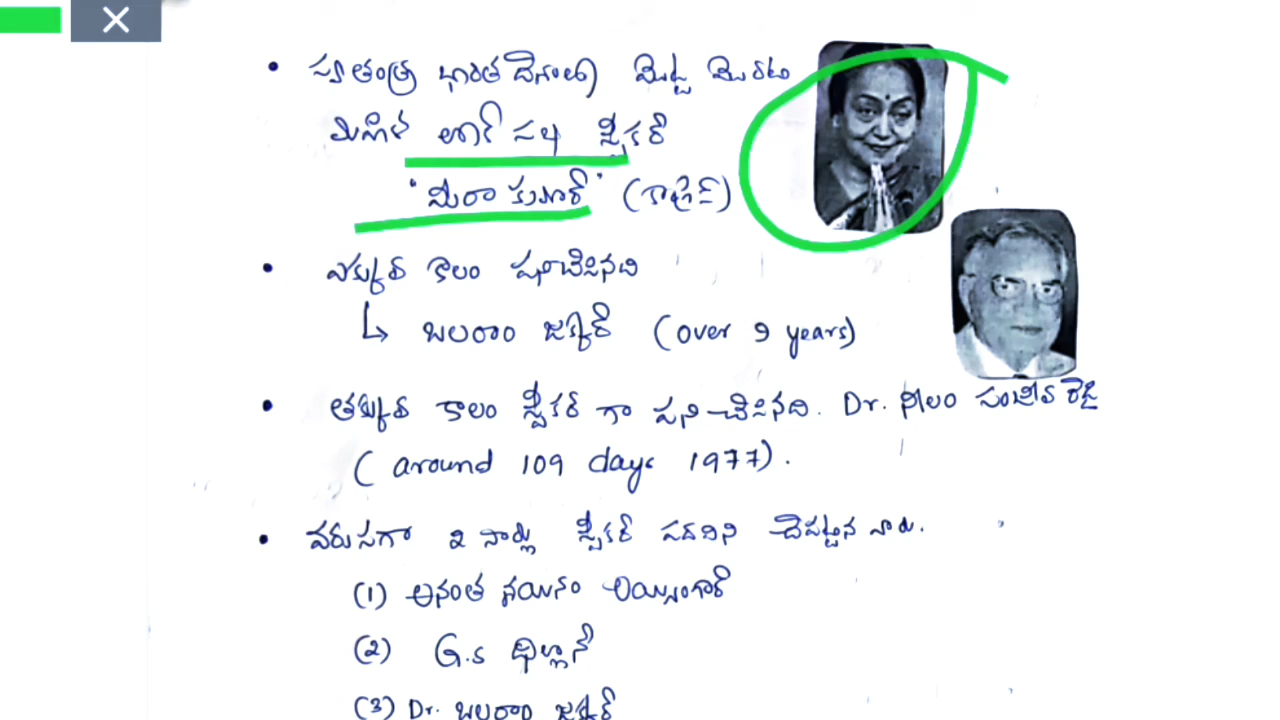 • స్వతంత్ర భారతదేశంలో మొట్ట మొదట
మహిళ లోక్ సభ స్పీకర్
"మీరా కుమార్" (కాంగ్రెస్)
• ఎక్కువ కాలం పనిచేసినది
↳ బలరాం జక్కర్ (over 9 years)
• తక్కువ కాలం స్పీకర్ గా పని చేసినది. Dr. నీలం సంజీవ రెడ్డి
( around 109 days 1977).
• వరుసగా 2 సార్లు స్పీకర్ పదవిని చేపట్టిన వారు.
(1) అనంత శయనం అయ్యంగార్
(2) G.S ధిల్లాన్
(3) Dr. బలరాం జక్కర్